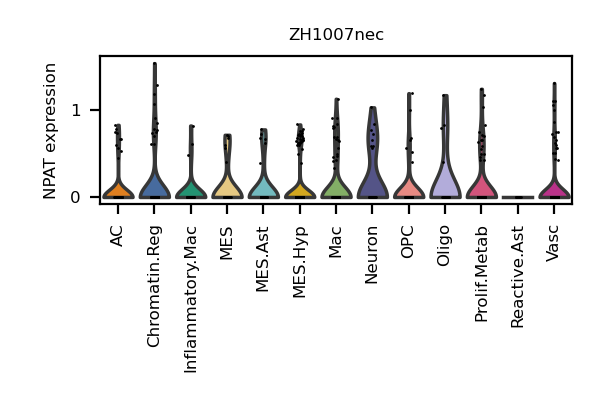 ZH1007nec
NPAT expression
1
0
AC
Chromatin.Reg
Inflammatory.Mac
MES
MES.Ast
MES.Hyp
Mac
Neuron
OPC
Oligo
Prolif.Metab
Reactive.Ast
Vasc